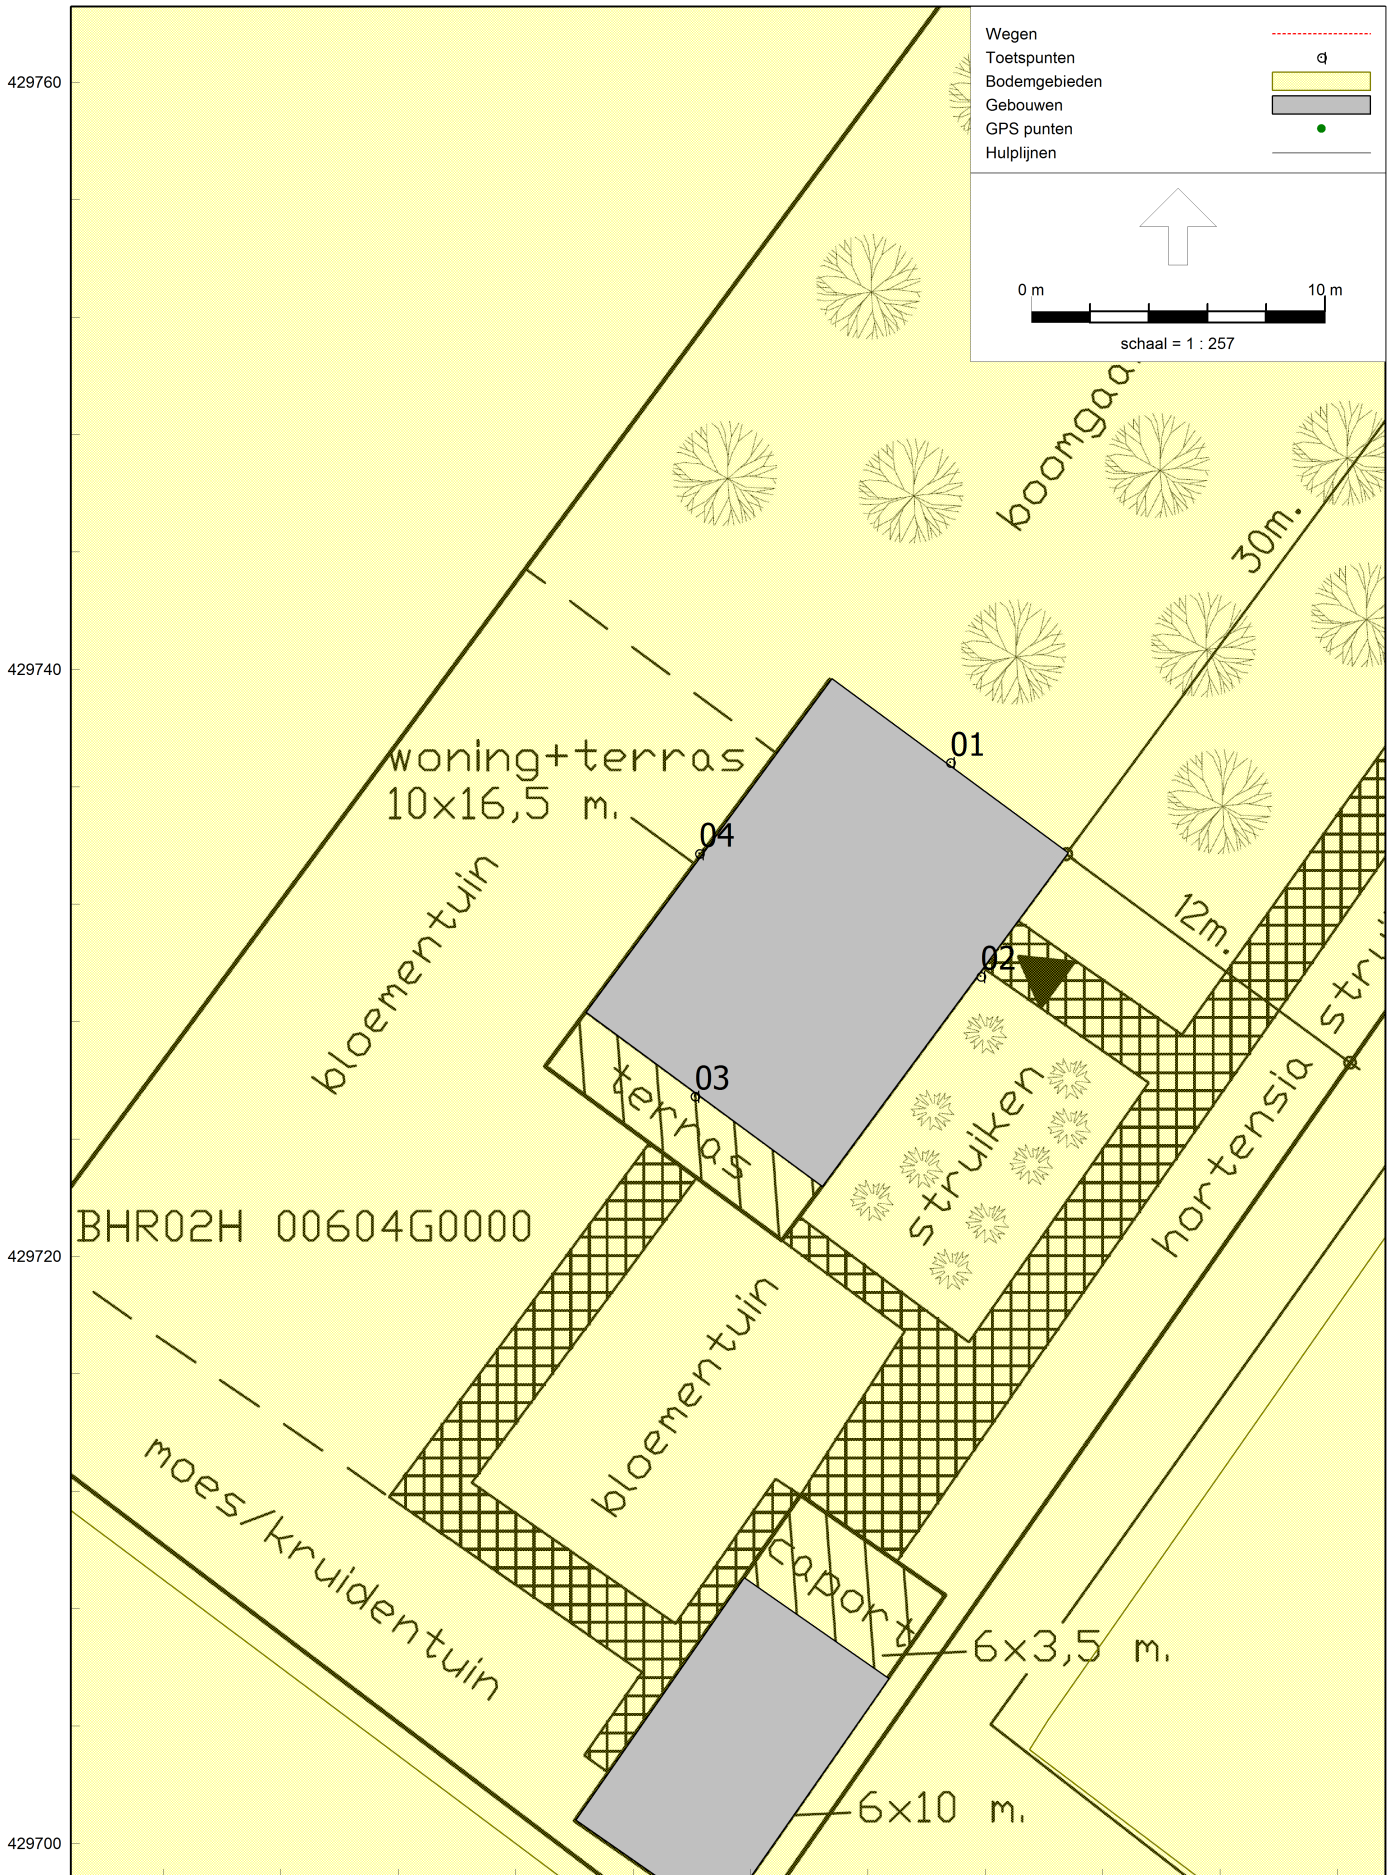 Wegen
Toetspunten
Bodemgebieden
Gebouwen
GPS punten
Hulplijnen
0 m 10 m
schaal = 1 : 257
429760
429740
429720
429700
boomgaa
30m.
woning+terras
10x16,5 m.
01
04
02
03
12m.
bloementuin
terras
struiken
hortensia
strui
BHR02H 00604G0000
bloementuin
moes/kruidentuin
caport
6x3,5 m.
6x10 m.